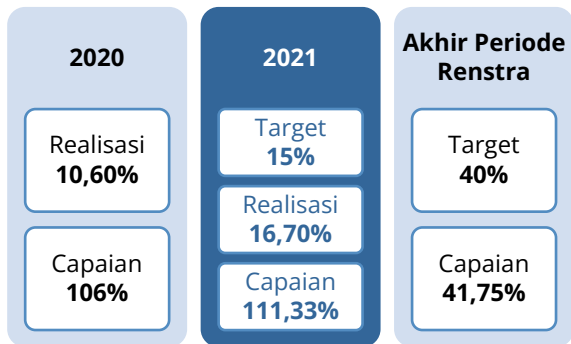 2020
Realisasi
10,60%
Capaian
106%
2021
Target
15%
Realisasi
16,70%
Capaian
111,33%
Akhir Periode
Renstra
Target
40%
Capaian
41,75%